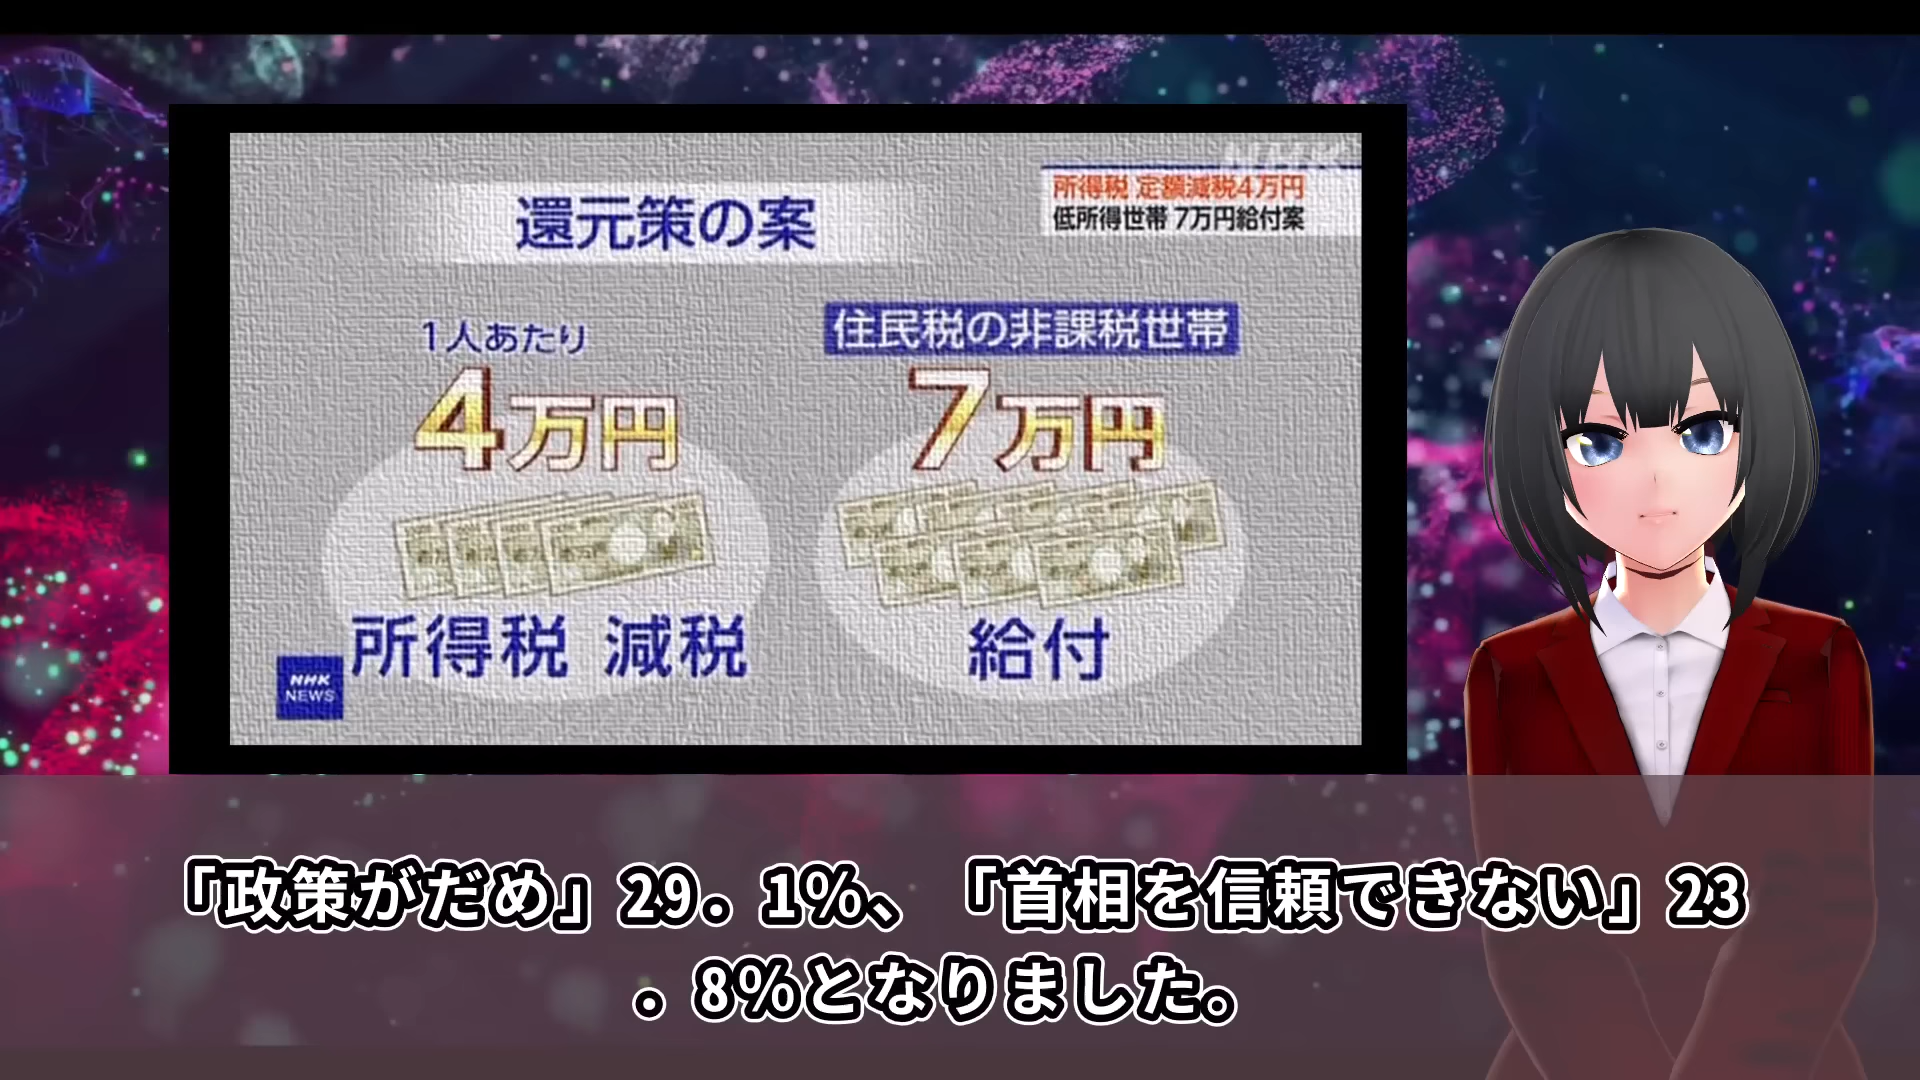 NHK
所得税 定額減税4万円
低所得世帯 7万円給付案
還元策の案
1人あたり
4万円
所得税 減税
住民税の非課税世帯
7万円
給付
NHK
NEWS
「政策がだめ」29．1％、「首相を信頼できない」23
．8％となりました。